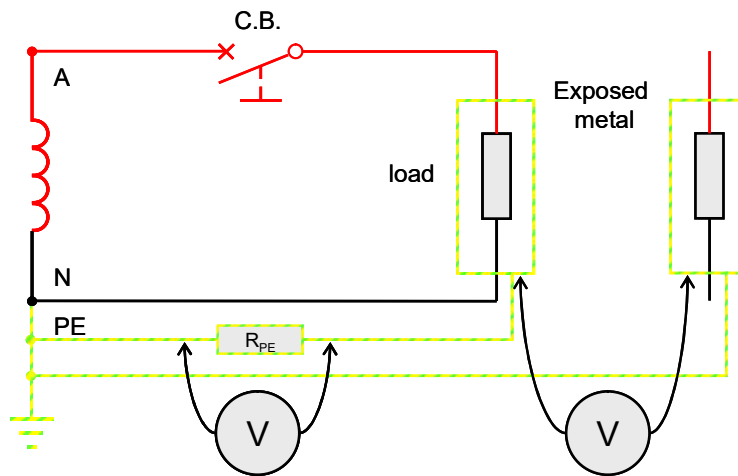 C.B.
A
Exposed
metal
load
N
PE
RPE
V
V